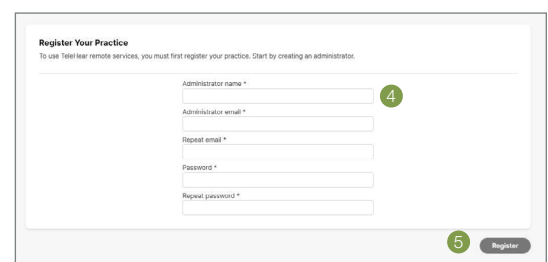 Register Your Practice
To use TeleHear remote services, you must first register your practice. Start by creating an administrator.
Administrator name *
4
Administrator email *
Repeat email *
Password *
Repeat password *
5
Register